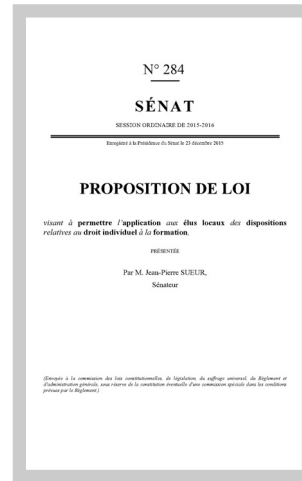 N° 284
SÉNAT
SESSION ORDINAIRE DE 2015-2016
Enregistré à la Présidence du Sénat le 23 décembre 2015
PROPOSITION DE LOI
visant à permettre l'application aux élus locaux des dispositions
relatives au droit individuel à la formation,
PRÉSENTÉE
Par M. Jean-Pierre SUEUR,
Sénateur
(Envoyée à la commission des lois constitutionnelles, de législation, du suffrage universel, du Règlement et
d'administration générale, sous réserve de la constitution éventuelle d'une commission spéciale dans les conditions
prévues par le Règlement.)